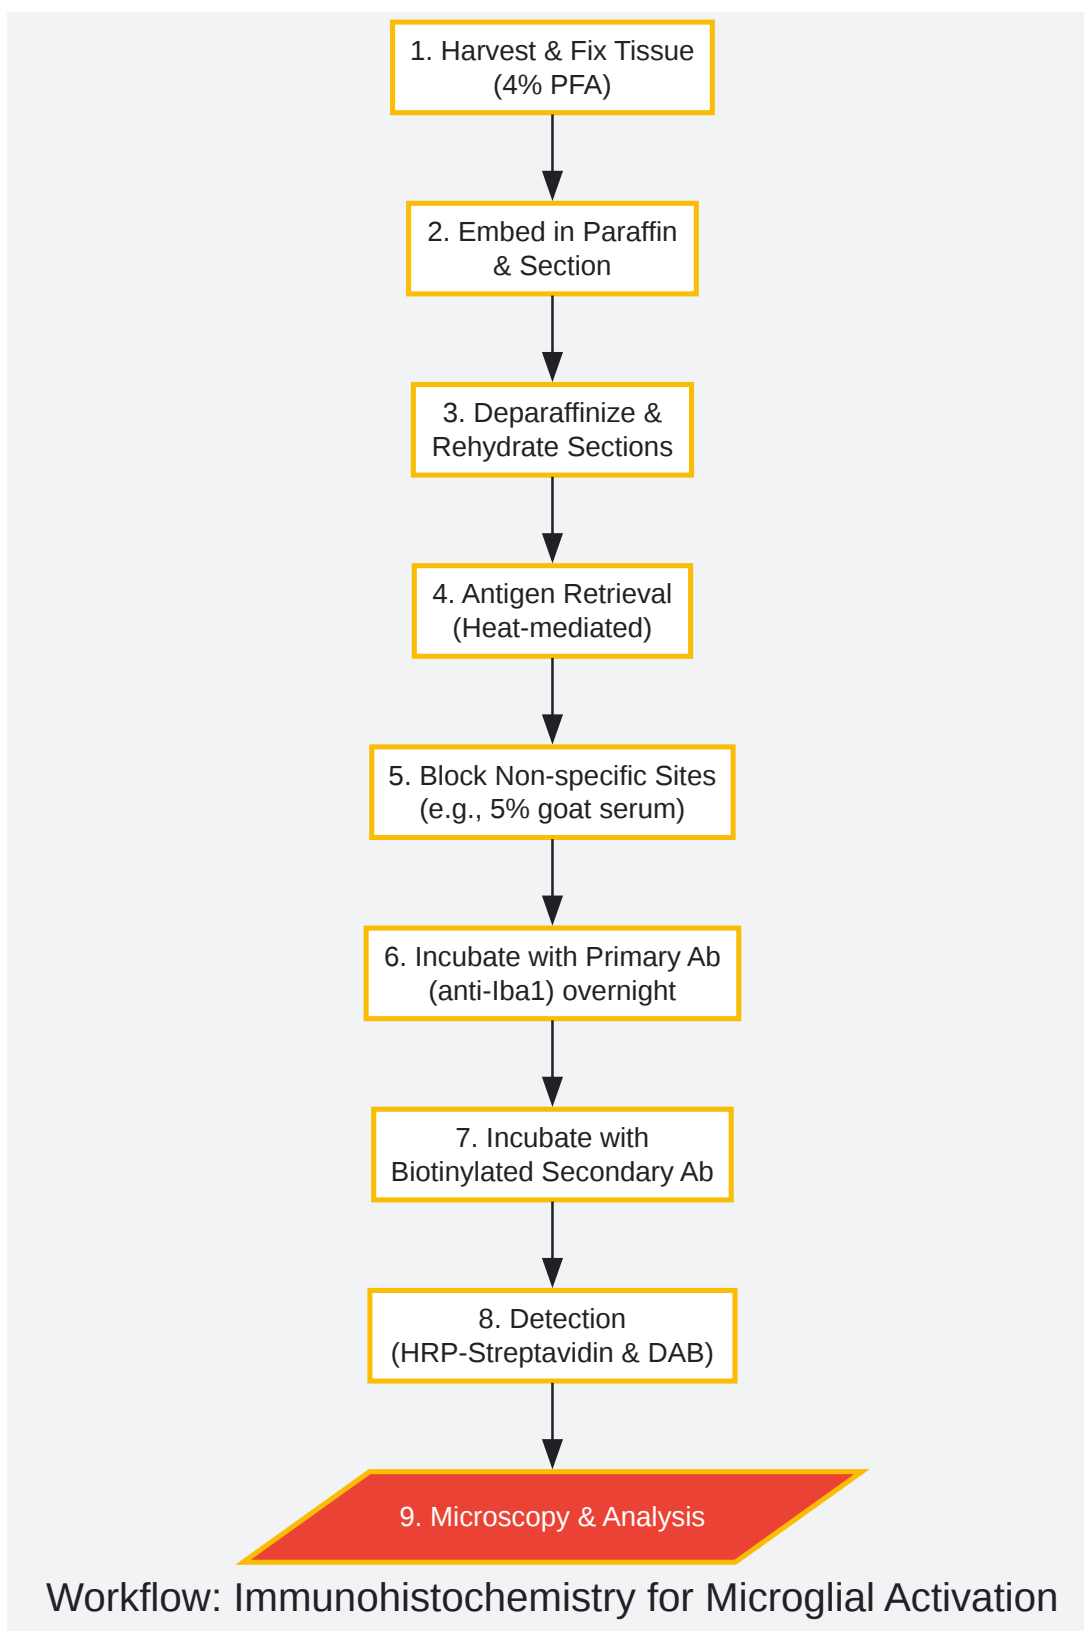 1. Harvest & Fix Tissue
(4% PFA)
2. Embed in Paraffin
& Section
3. Deparaffinize &
Rehydrate Sections
4. Antigen Retrieval
(Heat-mediated)
5. Block Non-specific Sites
(e.g., 5% goat serum)
6. Incubate with Primary Ab
(anti-Iba1) overnight
7. Incubate with
Biotinylated Secondary Ab
8. Detection
(HRP-Streptavidin & DAB)
9. Microscopy & Analysis
Workflow: Immunohistochemistry for Microglial Activation